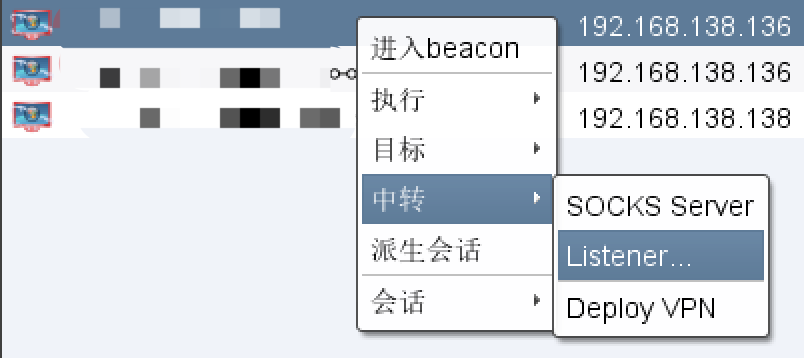 192.168.138.136
进入beacon
192.168.138.136
执行
192.168.138.138
目标
中转
SOCKS Server
派生会话
Listener...
会话
Deploy VPN